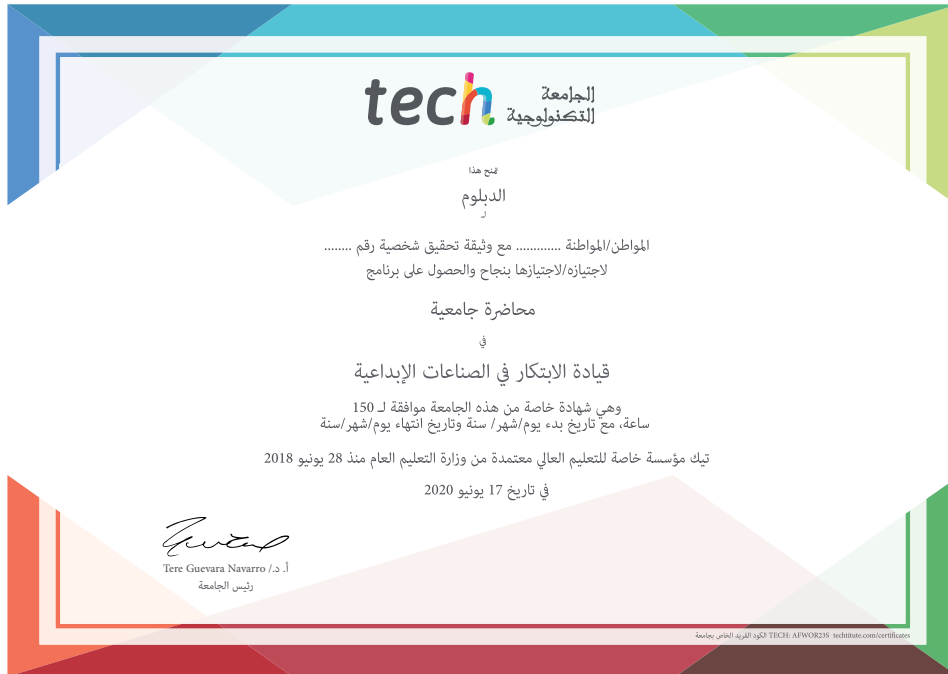 tech الجامعة
التكنولوجية
تمنح هذا
الدبلوم
لـ
المواطن/المواطنة ............. مع وثيقة تحقيق شخصية رقم ........
لاجتيازه/لاجتيازها بنجاح والحصول على برنامج
محاضرة جامعية
في
قيادة الابتكار في الصناعات الإبداعية
وهي شهادة خاصة من هذه الجامعة موافقة لـ 150
ساعة، مع تاريخ بدء يوم/شهر/ سنة وتاريخ انتهاء يوم/شهر/سنة
تيك مؤسسة خاصة للتعليم العالي معتمدة من وزارة التعليم العام منذ 28 يونيو 2018
في تاريخ 17 يونيو 2020
أ. د./ Tere Guevara Navarro
رئيس الجامعة
الكود الفريد الخاص بجامعة TECH: AFWOR23S techtitute.com/certificates